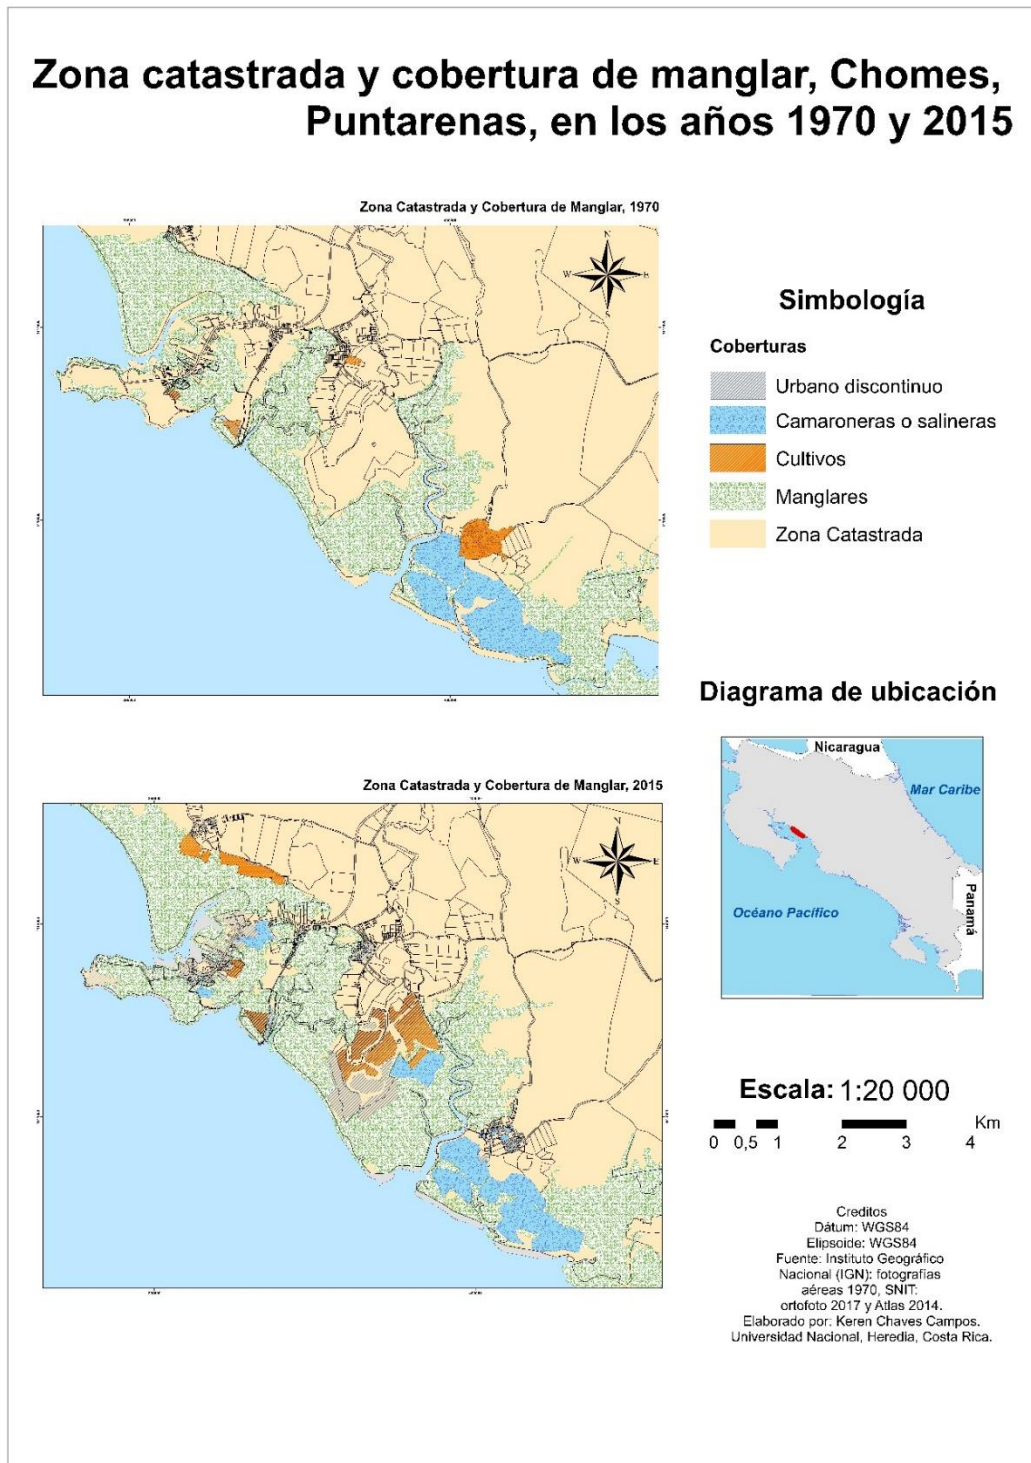 Zona catastrada y cobertura de manglar, Chomes,
Puntarenas, en los años 1970 y 2015
Zona Catastrada y Cobertura de Manglar, 1970
N
W
E
S
Simbología
Coberturas
Urbano discontinuo
Camaroneras o salineras
Cultivos
Manglares
Zona Catastrada
Diagrama de ubicación
Nicaragua
Mar Caribe
Océano Pacífico
Panamá
Zona Catastrada y Cobertura de Manglar, 2015
N
W
E
S
Escala: 1:20 000
Km
0 0,5 1 2 3 4
Creditos
Dátum: WGS84
Elipsoide: WGS84
Fuente: Instituto Geográfico
Nacional (IGN): fotografías
aéreas 1970, SNIT:
ortofoto 2017 y Atlas 2014.
Elaborado por: Keren Chaves Campos.
Universidad Nacional, Heredia, Costa Rica.